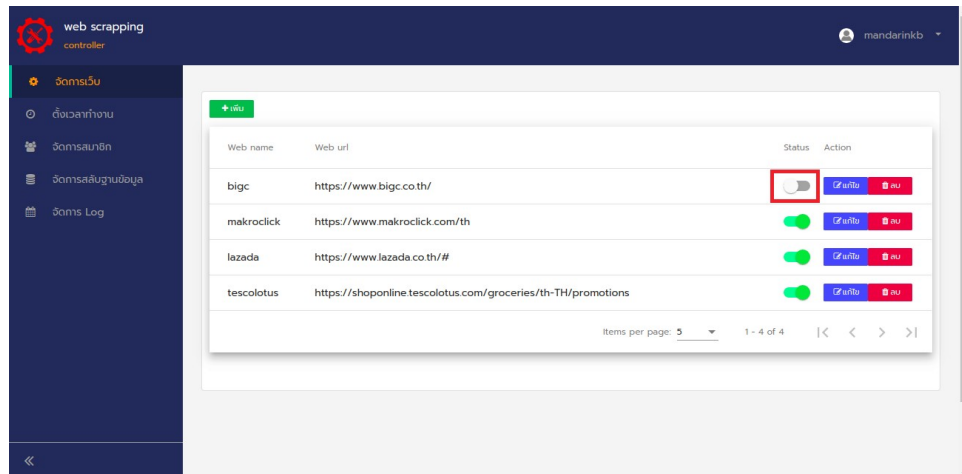 web scrapping
controller
mandarinkb
จัดการเว็บ
ตั้งเวลาทำงาน
จัดการสมาชิก
จัดการสลับฐานข้อมูล
จัดการ Log
+ เพิ่ม
Web name Web url Status Action
bigc https://www.bigc.co.th/ แก้ไข ลบ
makroclick https://www.makroclick.com/th แก้ไข ลบ
lazada https://www.lazada.co.th/# แก้ไข ลบ
tescolotus https://shoponline.tescolotus.com/groceries/th-TH/promotions แก้ไข ลบ
Items per page: 5 1 - 4 of 4